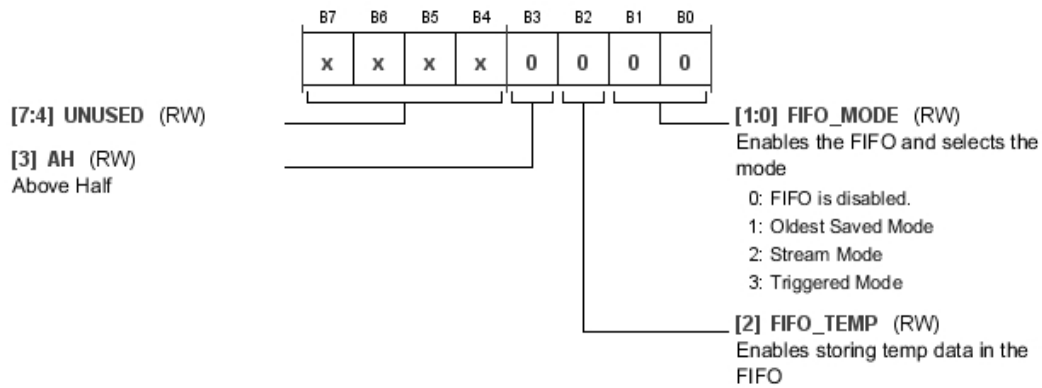 B7 B6 B5 B4 B3 B2 B1 B0
x x x x 0 0 0 0
[7:4] UNUSED (RW)
[3] AH (RW)
Above Half
[1:0] FIFO_MODE (RW)
Enables the FIFO and selects the
mode
0: FIFO is disabled.
1: Oldest Saved Mode
2: Stream Mode
3: Triggered Mode
[2] FIFO_TEMP (RW)
Enables storing temp data in the
FIFO